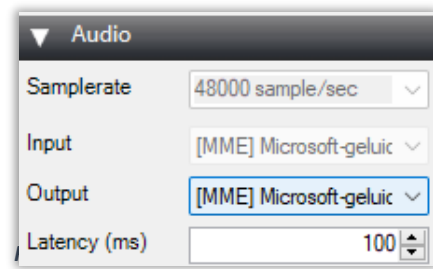 Audio
Samplerate 48000 sample/sec
Input [MME] Microsoft-geluic
Output [MME] Microsoft-geluic
Latency (ms) 100